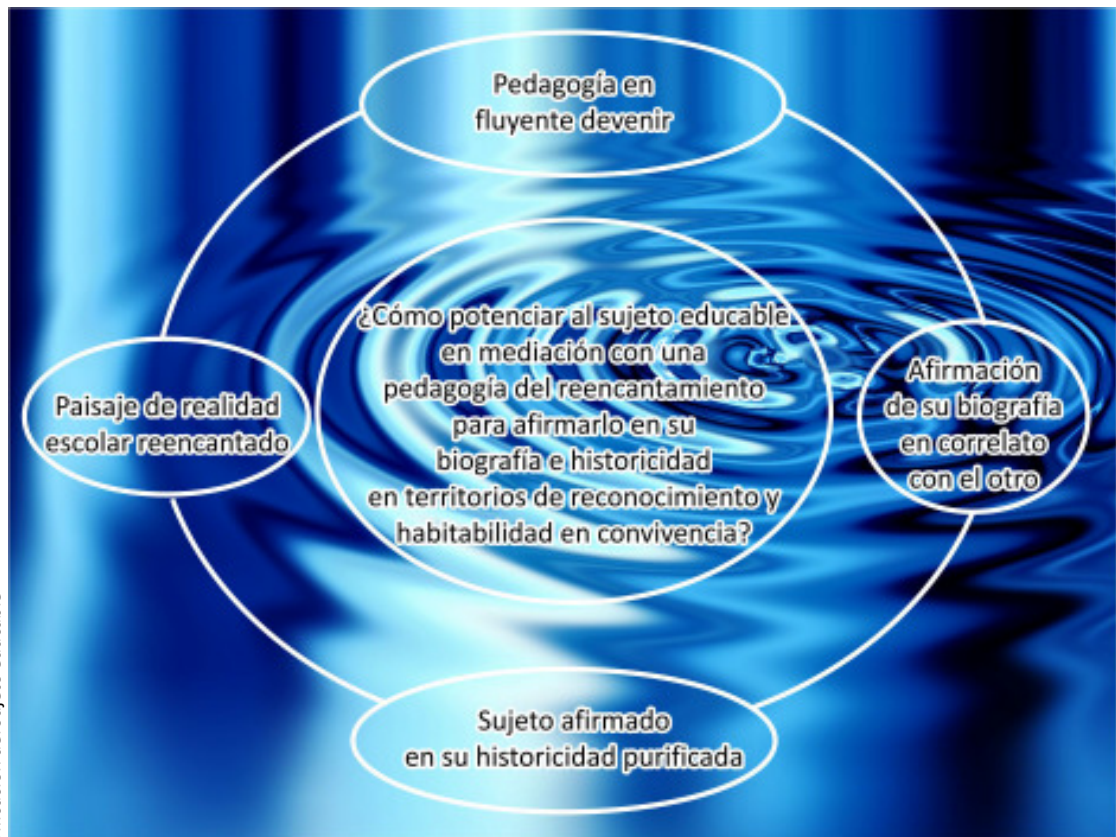 Pedagogía en
fluyente devenir
¿Cómo potenciar al sujeto educable
en mediación con una
pedagogía del reencantamiento
para afirmarlo en su
biografía e historicidad
en territorios de reconocimiento y
habitabilidad en convivencia?
Paisaje de realidad
escolar reencantado
Afirmación
de su biografía
en correlato
con el otro
Sujeto afirmado
en su historicidad purificada